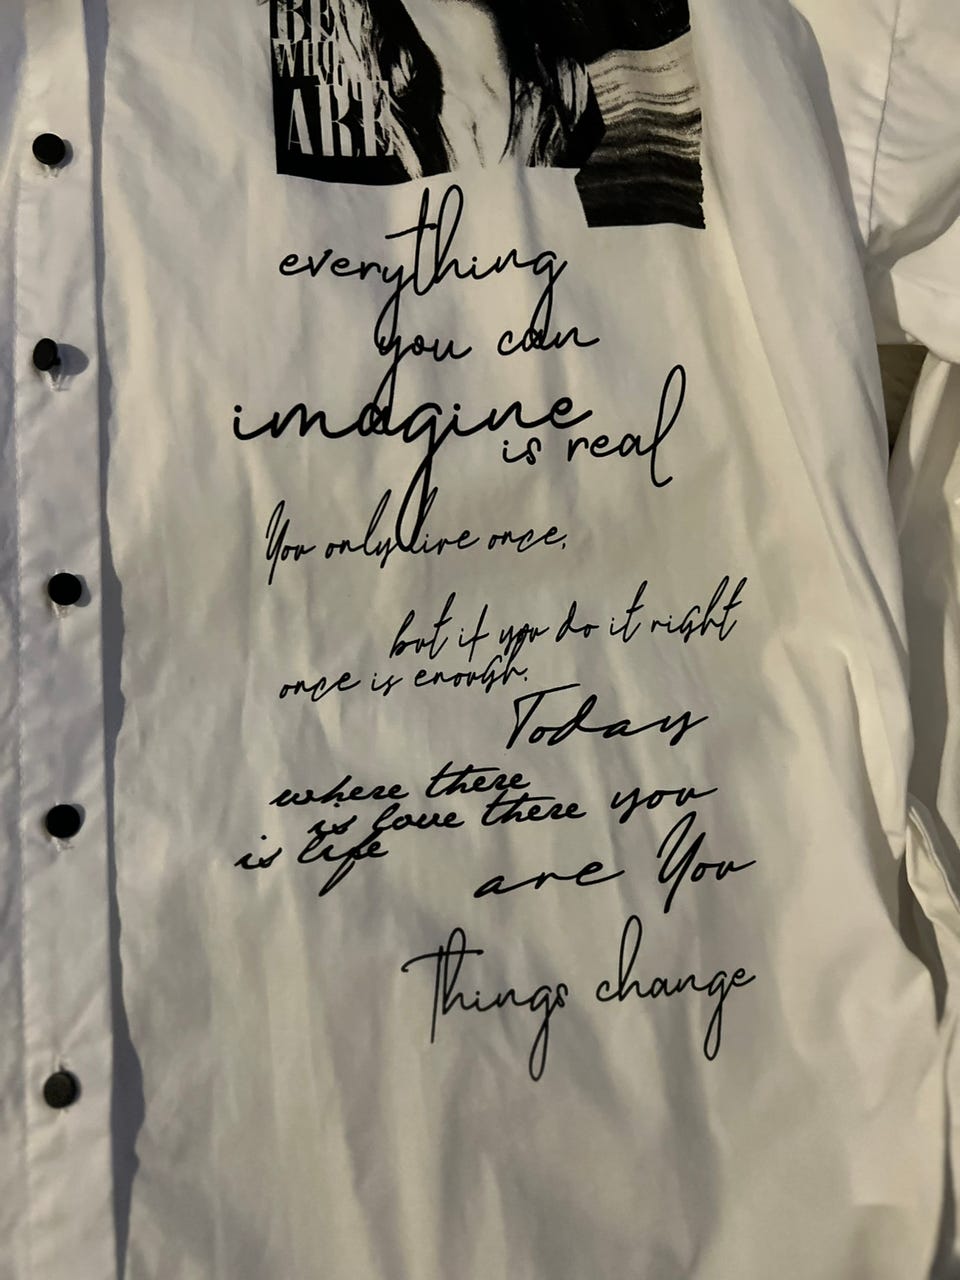 BE
WHO
YOU
ARE
everything
you can
imagine
is real
You only live once,
but if you do it right
once is enough.
Today
you
are You
where there
is love there
is life
Things change